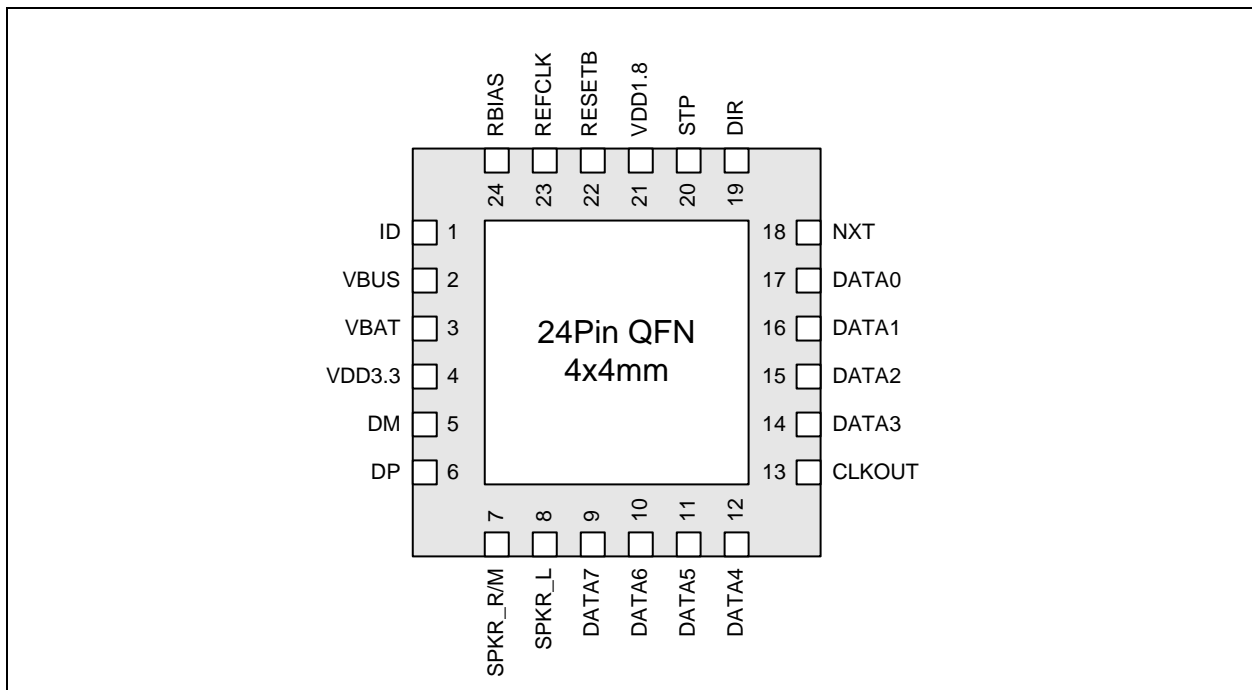 RBIAS
REFCLK
RESETB
VDD1.8
STP
DIR
24
23
22
21
20
19
ID 1
VBUS 2
VBAT 3
VDD3.3 4
DM 5
DP 6
24Pin QFN
4x4mm
18 NXT
17 DATA0
16 DATA1
15 DATA2
14 DATA3
13 CLKOUT
7
8
9
10
11
12
SPKR_R/M
SPKR_L
DATA7
DATA6
DATA5
DATA4